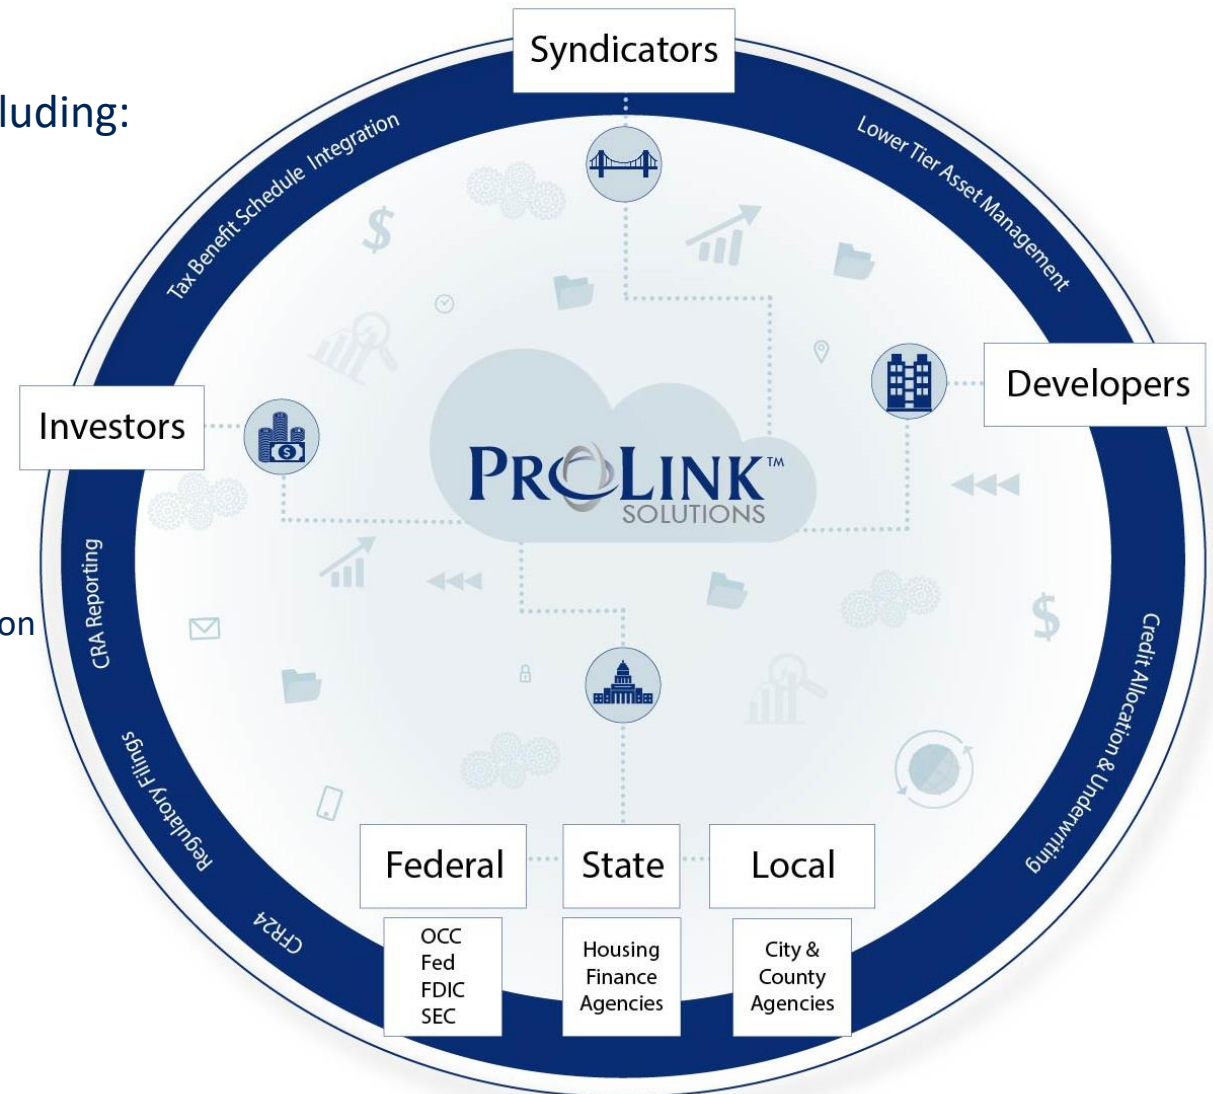 Syndicators
cluding:
Tax Benefit Schedule Integration
Lower Tier Asset Management
Investors
Developers
PROLINK™
SOLUTIONS
CRA Reporting
on
Regulatory Filings
CFR24
Credit Allocation & Underwriting
Federal
State
Local
OCC
Fed
FDIC
SEC
Housing
Finance
Agencies
City &
County
Agencies